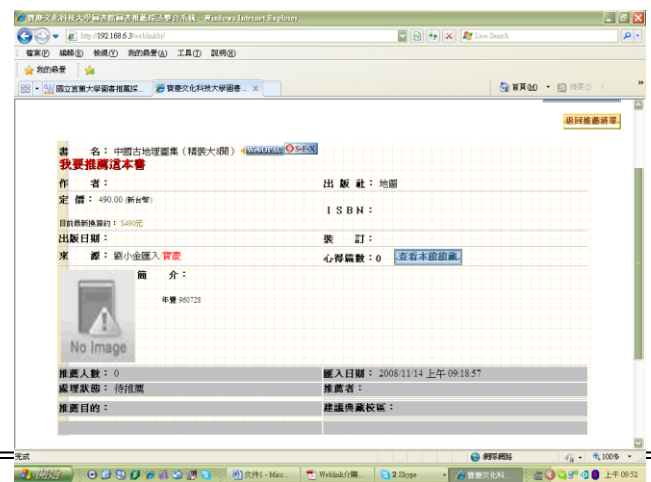 寶慶文化科技大學圖書館圖書推薦採訪整合系統 - Windows Internet Explorer
http://192.168.6.3/weblinkhy/
Live Search
檔案(F) 編輯(E) 檢視(V) 我的最愛(A) 工具(T) 說明(H)
我的最愛
國立宜蘭大學圖書推薦採... 寶慶文化科技大學圖書... 首頁(M)
返回推薦清單
書 名：中國古地理圖集（精裝大8開） WebOPAC S·F·X
我要推薦這本書
作 者： 出 版 社：地圖
定 價：490.00 (新台幣) I S B N：
目前最新換算約：$490元
出版日期： 裝 訂：
來 源：劉小金匯入 寶慶 心得篇數：0 查看本館館藏
簡 介：
年曼 960728
No Image
推薦人數：0 匯入日期：2008/11/14 上午 09:18:57
處理狀態：待推薦 推薦者：
推薦目的： 建議典藏校區：
完成 網際網路 100%
開始 文件1 - Micr... Weblink介購... 2 Skype 寶慶文化科... 上午 09:52